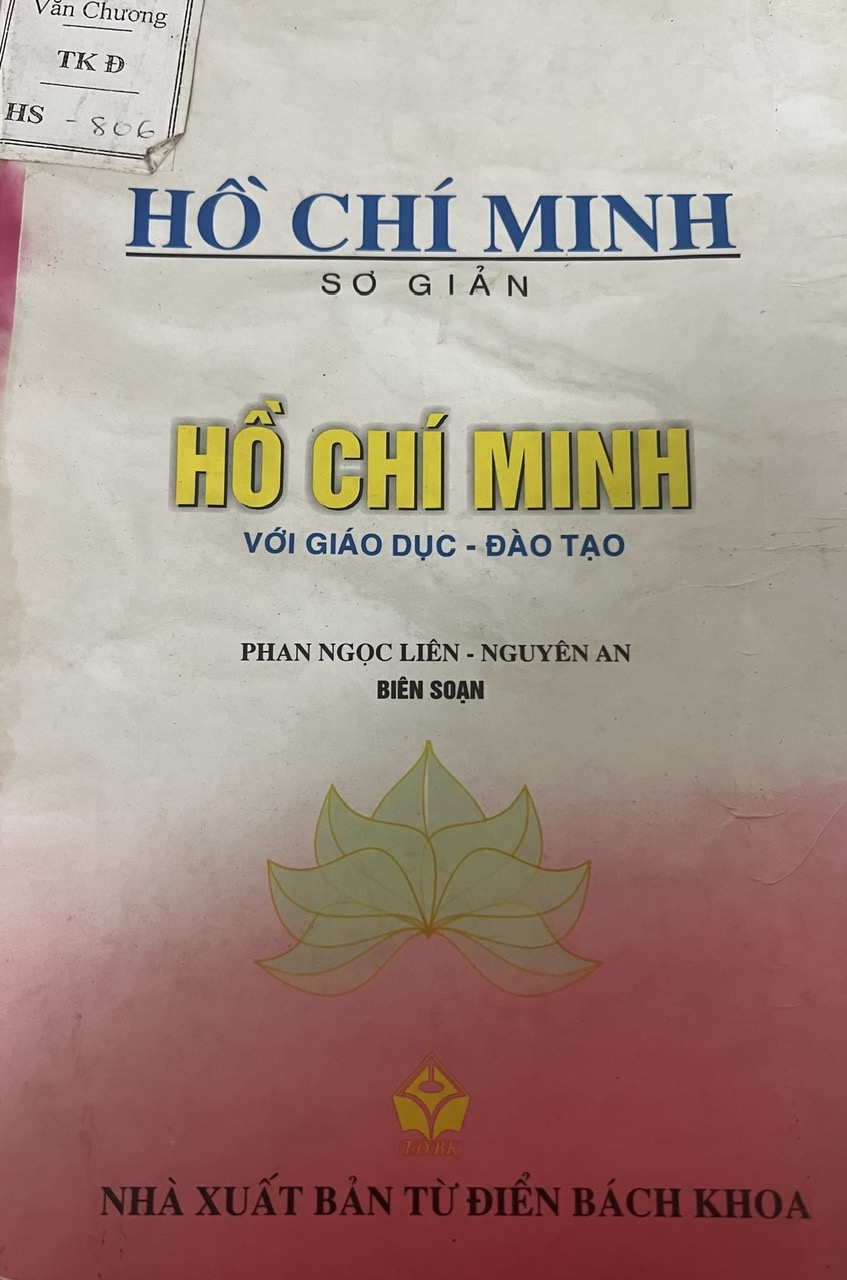 Văn Chương
TK Đ
HS - 806
HỒ CHÍ MINH
SƠ GIẢN
HỒ CHÍ MINH
VỚI GIÁO DỤC - ĐÀO TẠO
PHAN NGỌC LIÊN - NGUYÊN AN
BIÊN SOẠN
TĐBK
NHÀ XUẤT BẢN TỪ ĐIỂN BÁCH KHOA